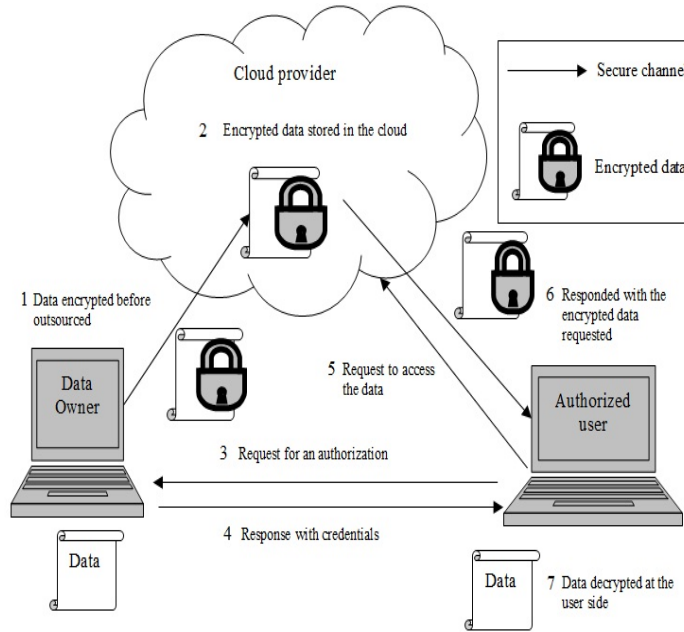 Cloud provider
Secure channel
2 Encrypted data stored in the cloud
Encrypted data
1 Data encrypted before
outsourced
6 Responded with the
encrypted data
requested
5 Request to access
the data
Data
Owner
Authorized
user
3 Request for an authorization
4 Response with credentials
Data
Data
7 Data decrypted at the
user side